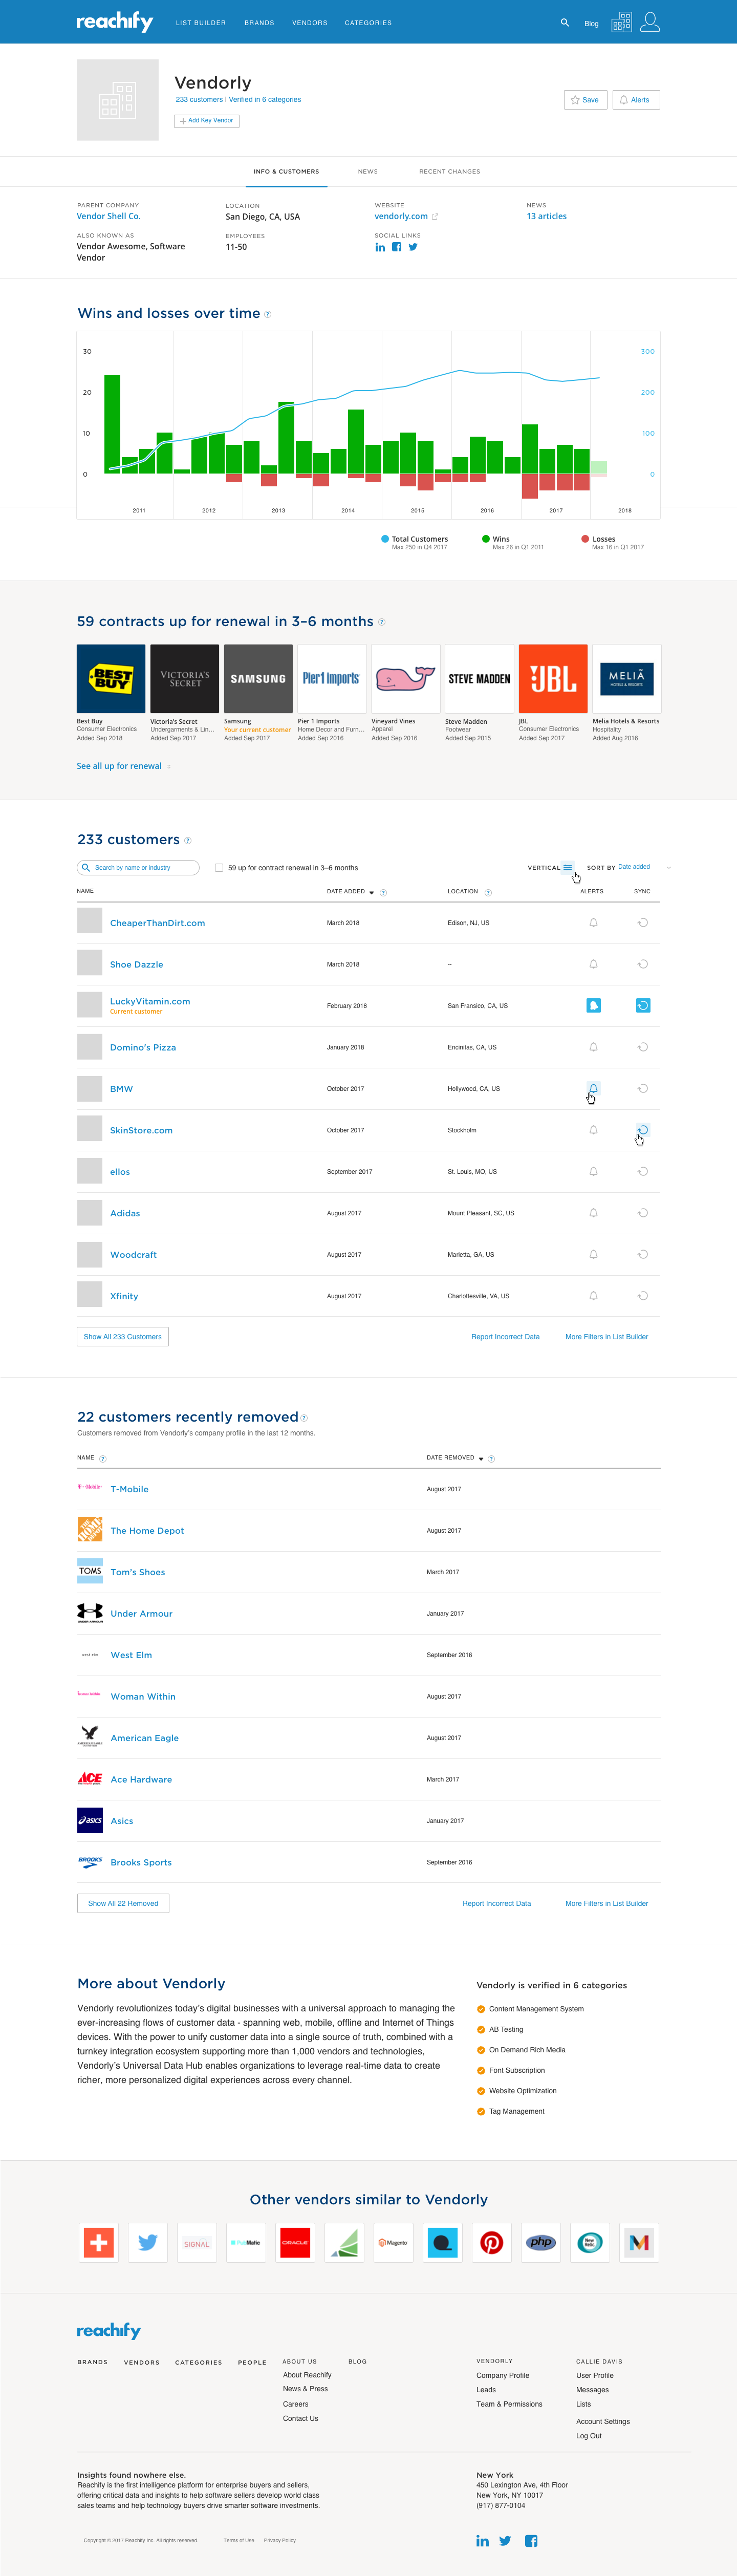 reachify
LIST BUILDER BRANDS VENDORS CATEGORIES Blog
Vendorly
233 customers | Verified in 6 categories
Add Key Vendor
Save Alerts
INFO & CUSTOMERS NEWS RECENT CHANGES
PARENT COMPANY
Vendor Shell Co.
LOCATION
San Diego, CA, USA
WEBSITE
vendorly.com
NEWS
13 articles
ALSO KNOWN AS
Vendor Awesome, Software
Vendor
EMPLOYEES
11-50
SOCIAL LINKS
Wins and losses over time ?
30 300
20 200
10 100
0 0
2011 2012 2013 2014 2015 2016 2017 2018
Total Customers
Max 250 in Q4 2017
Wins
Max 26 in Q1 2011
Losses
Max 16 in Q1 2017
59 contracts up for renewal in 3–6 months ?
BEST BUY
VICTORIA'S SECRET
SAMSUNG
Pier 1 imports
STEVE MADDEN
JBL
MELIÃ
HOTELS & RESORTS
Best Buy
Consumer Electronics
Added Sep 2018
Victoria's Secret
Undergarments & Lin...
Added Sep 2017
Samsung
Your current customer
Added Sep 2017
Pier 1 Imports
Home Decor and Furn...
Added Sep 2016
Vineyard Vines
Apparel
Added Sep 2016
Steve Madden
Footwear
Added Sep 2015
JBL
Consumer Electronics
Added Sep 2017
Melia Hotels & Resorts
Hospitality
Added Aug 2016
See all up for renewal
233 customers ?
Search by name or industry
59 up for contract renewal in 3–6 months
VERTICAL SORT BY Date added
NAME DATE ADDED ? LOCATION ? ALERTS SYNC
CheaperThanDirt.com March 2018 Edison, NJ, US
Shoe Dazzle March 2018 --
LuckyVitamin.com February 2018 San Fransico, CA, US
Current customer
Domino's Pizza January 2018 Encinitas, CA, US
BMW October 2017 Hollywood, CA, US
SkinStore.com October 2017 Stockholm
ellos September 2017 St. Louis, MO, US
Adidas August 2017 Mount Pleasant, SC, US
Woodcraft August 2017 Marietta, GA, US
Xfinity August 2017 Charlottesville, VA, US
Show All 233 Customers Report Incorrect Data More Filters in List Builder
22 customers recently removed ?
Customers removed from Vendorly's company profile in the last 12 months.
NAME ? DATE REMOVED ?
T-Mobile T-Mobile August 2017
The Home Depot August 2017
TOMS Tom's Shoes March 2017
Under Armour January 2017
west elm West Elm September 2016
Woman Within August 2017
American Eagle August 2017
ACE Ace Hardware March 2017
asics Asics January 2017
BROOKS Brooks Sports September 2016
Show All 22 Removed Report Incorrect Data More Filters in List Builder
More about Vendorly
Vendorly revolutionizes today's digital businesses with a universal approach to managing the
ever-increasing flows of customer data - spanning web, mobile, offline and Internet of Things
devices. With the power to unify customer data into a single source of truth, combined with a
turnkey integration ecosystem supporting more than 1,000 vendors and technologies,
Vendorly's Universal Data Hub enables organizations to leverage real-time data to create
richer, more personalized digital experiences across every channel.
Vendorly is verified in 6 categories
Content Management System
AB Testing
On Demand Rich Media
Font Subscription
Website Optimization
Tag Management
Other vendors similar to Vendorly
SIGNAL PubMatic ORACLE Magento php New Relic
reachify
BRANDS VENDORS CATEGORIES PEOPLE
ABOUT US
About Reachify
News & Press
Careers
Contact Us
BLOG
VENDORLY
Company Profile
Leads
Team & Permissions
CALLIE DAVIS
User Profile
Messages
Lists
Account Settings
Log Out
Insights found nowhere else.
Reachify is the first intelligence platform for enterprise buyers and sellers,
offering critical data and insights to help software sellers develop world class
sales teams and help technology buyers drive smarter software investments.
New York
450 Lexington Ave, 4th Floor
New York, NY 10017
(917) 877-0104
Copyright © 2017 Reachify Inc. All rights reserved. Terms of Use Privacy Policy